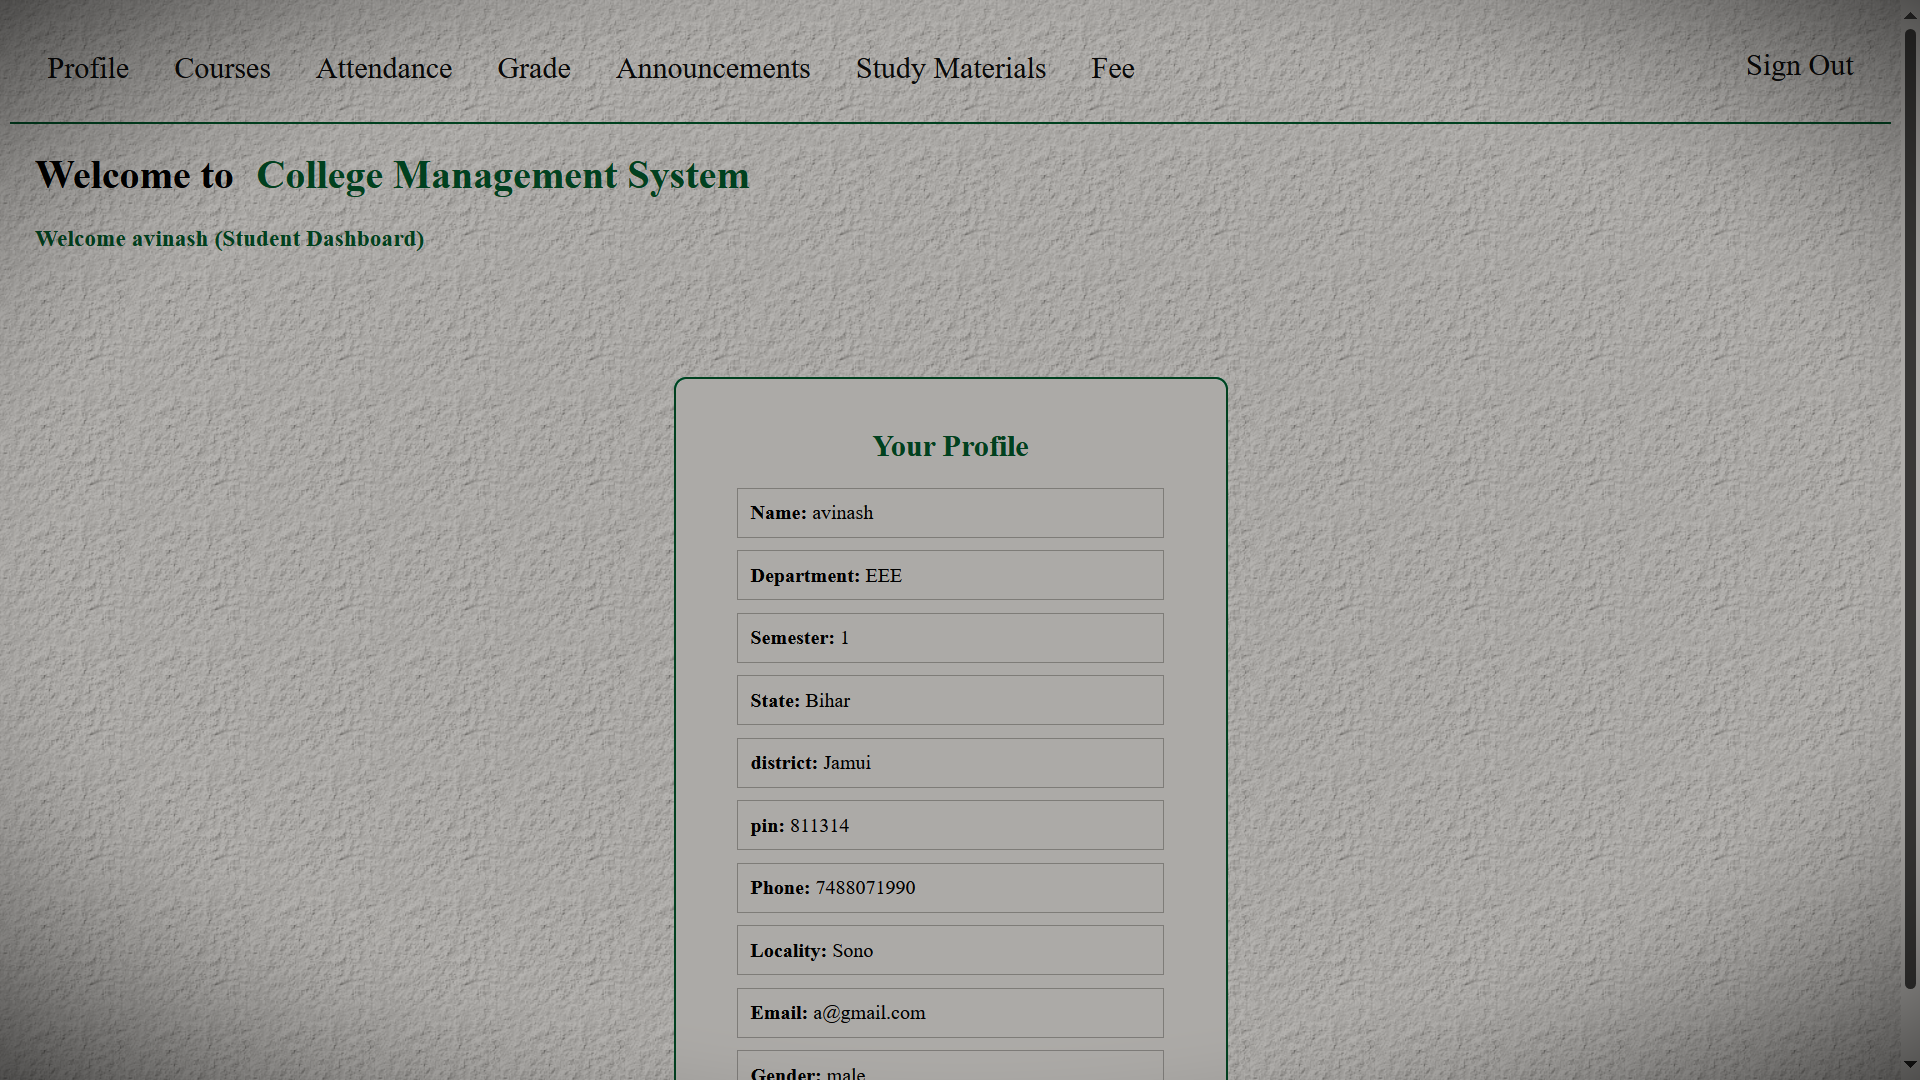 Profile Courses Attendance Grade Announcements Study Materials Fee Sign Out
Welcome to College Management System
Welcome avinash (Student Dashboard)
Your Profile
Name: avinash
Department: EEE
Semester: 1
State: Bihar
district: Jamui
pin: 811314
Phone: 7488071990
Locality: Sono
Email: a@gmail.com
Gender: male